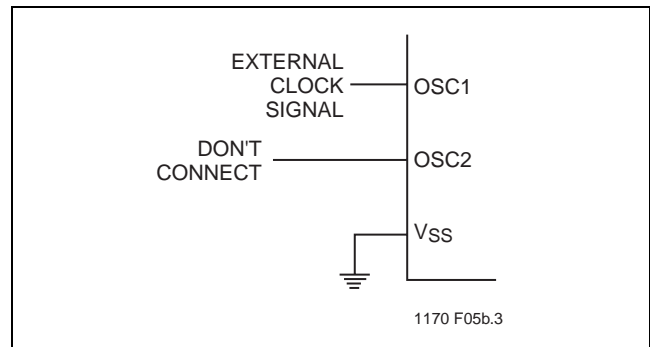 EXTERNAL
CLOCK
SIGNAL
OSC1
DON'T
CONNECT
OSC2
VSS
1170 F05b.3